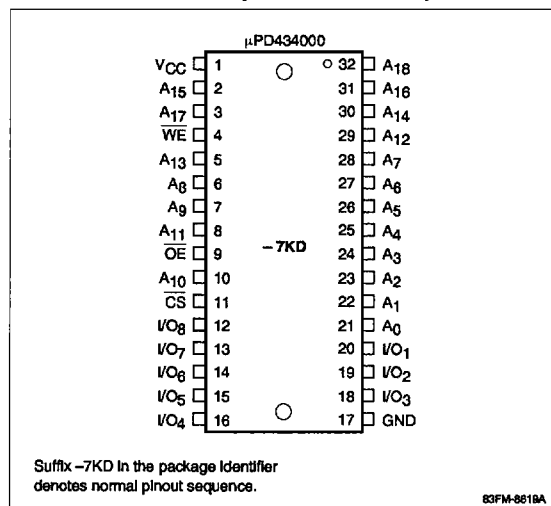 μPD434000
VCC 1 32 A18
A15 2 31 A16
A17 3 30 A14
WE 4 29 A12
A13 5 28 A7
A8 6 27 A6
A9 7 26 A5
A11 8 25 A4
OE 9 –7KD 24 A3
A10 10 23 A2
CS 11 22 A1
I/O8 12 21 A0
I/O7 13 20 I/O1
I/O6 14 19 I/O2
I/O5 15 18 I/O3
I/O4 16 17 GND
Suffix –7KD in the package identifier
denotes normal pinout sequence.
83FM-8619A